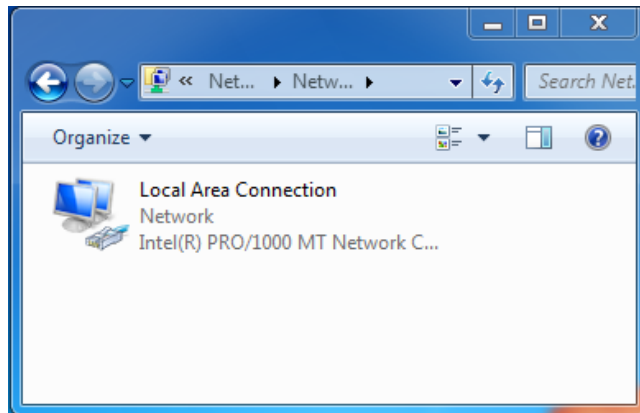 « Net... Netw...
Search Net.
Organize
Local Area Connection
Network
Intel(R) PRO/1000 MT Network C...